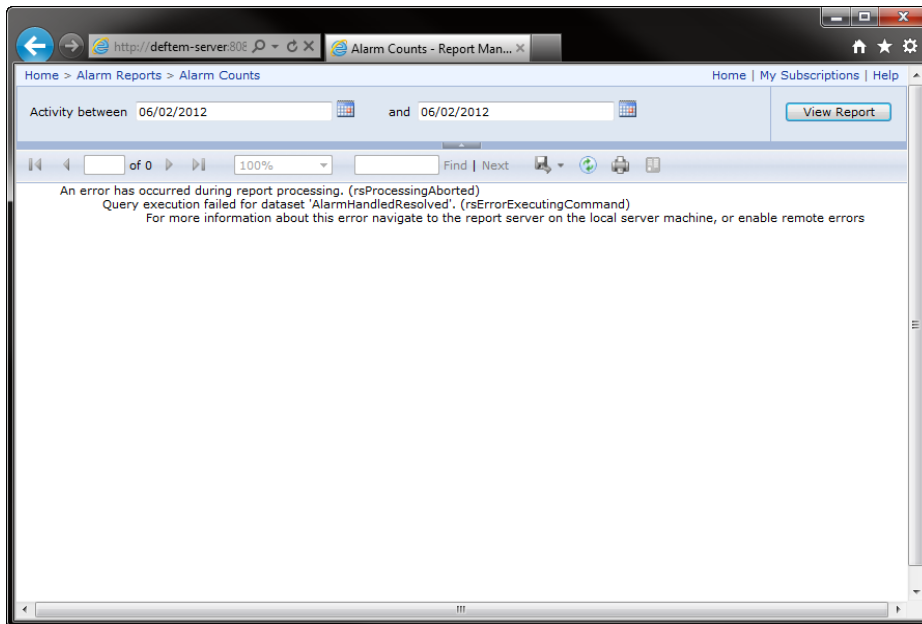 http://deftem-server:808
Alarm Counts - Report Man...
Home > Alarm Reports > Alarm Counts
Home | My Subscriptions | Help
Activity between 06/02/2012 and 06/02/2012 View Report
of 0 100% Find | Next
An error has occurred during report processing. (rsProcessingAborted)
Query execution failed for dataset 'AlarmHandledResolved'. (rsErrorExecutingCommand)
For more information about this error navigate to the report server on the local server machine, or enable remote errors